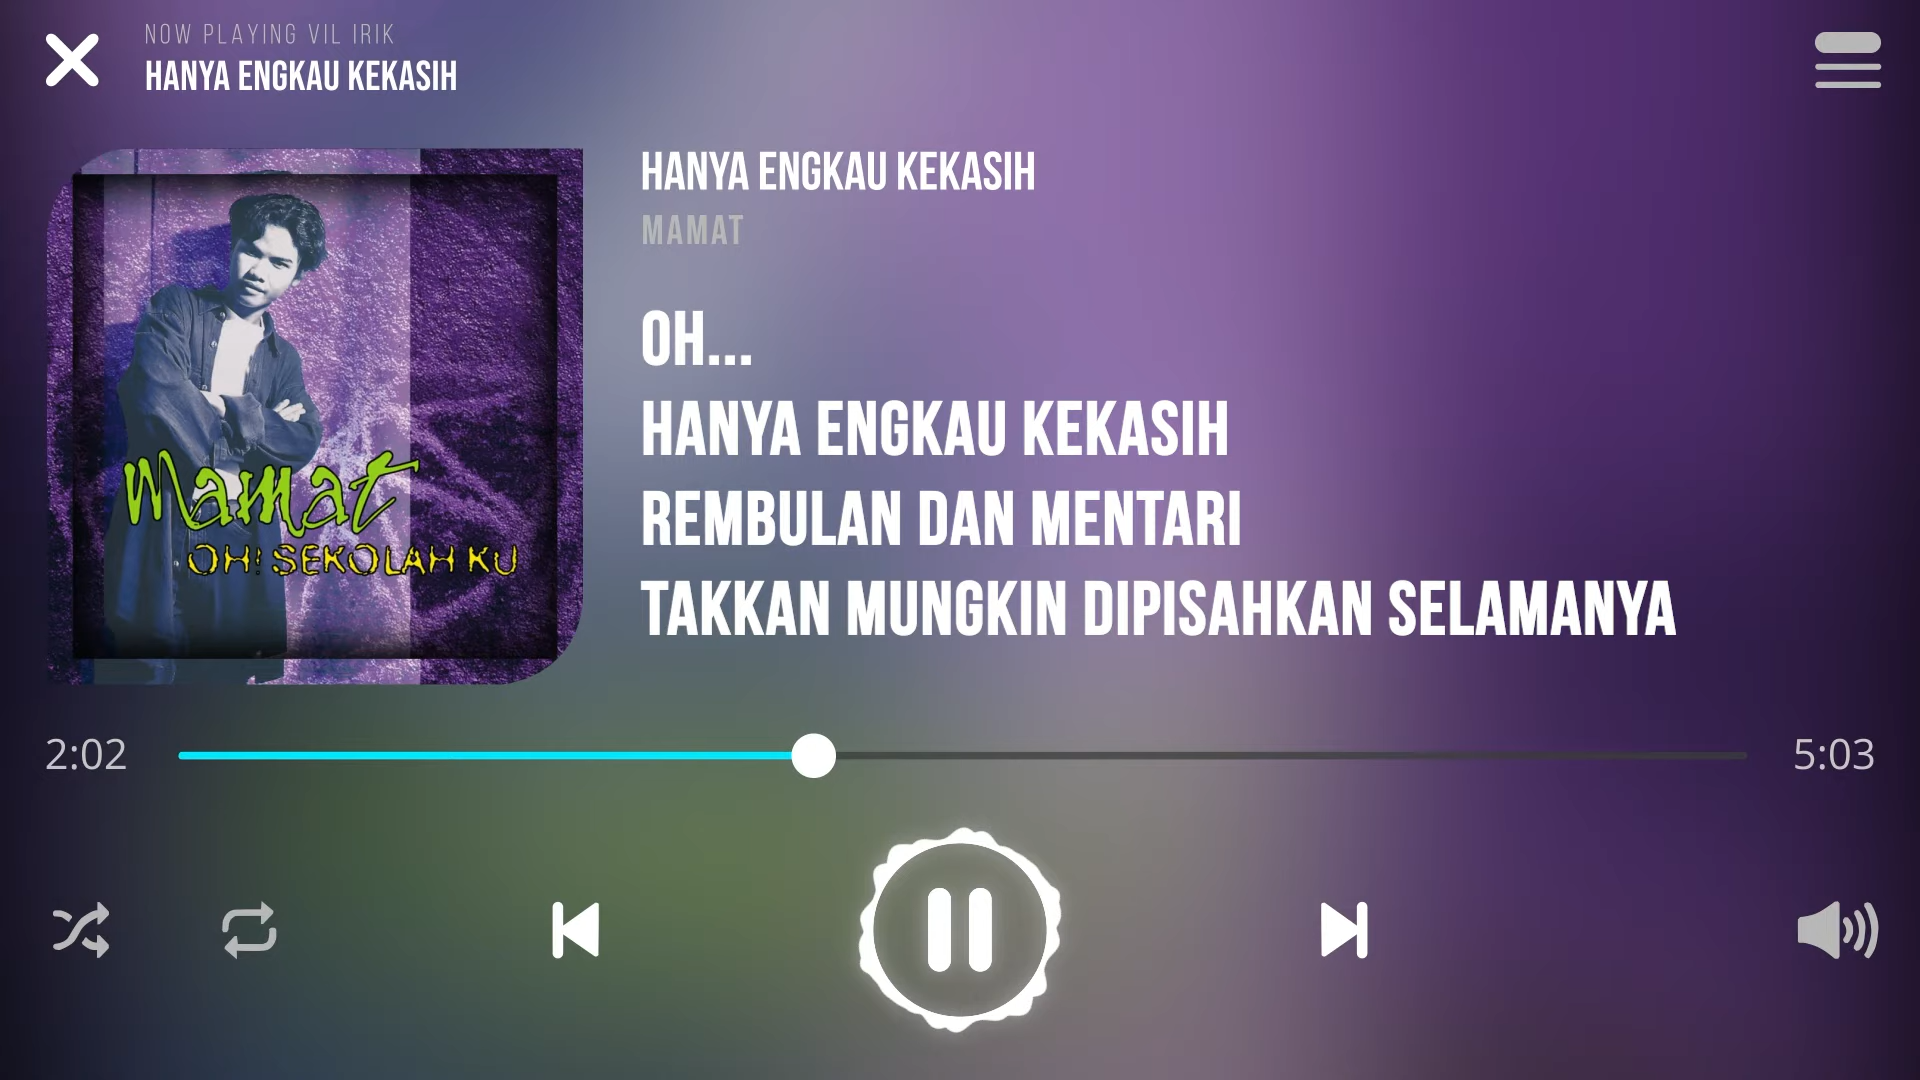 NOW PLAYING VIL IRIK
HANYA ENGKAU KEKASIH
HANYA ENGKAU KEKASIH
MAMAT
OH...
HANYA ENGKAU KEKASIH
REMBULAN DAN MENTARI
TAKKAN MUNGKIN DIPISAHKAN SELAMANYA
Mamat
OH! SEKOLAH KU
2:02
5:03